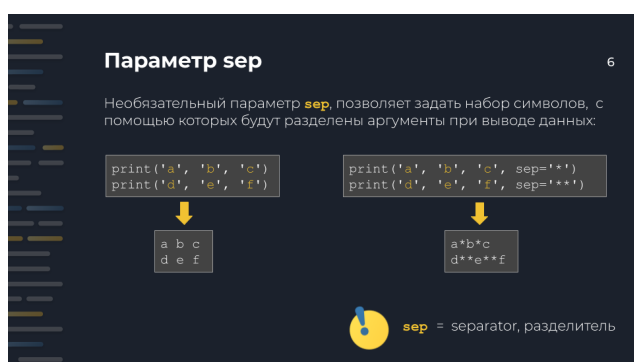 Параметр sep
6
Необязательный параметр sep, позволяет задать набор символов, с
помощью которых будут разделены аргументы при выводе данных:
print('a', 'b', 'c')
print('d', 'e', 'f')
print('a', 'b', 'c', sep='*')
print('d', 'e', 'f', sep='**')
a b c
d e f
a*b*c
d**e**f
sep = separator, разделитель